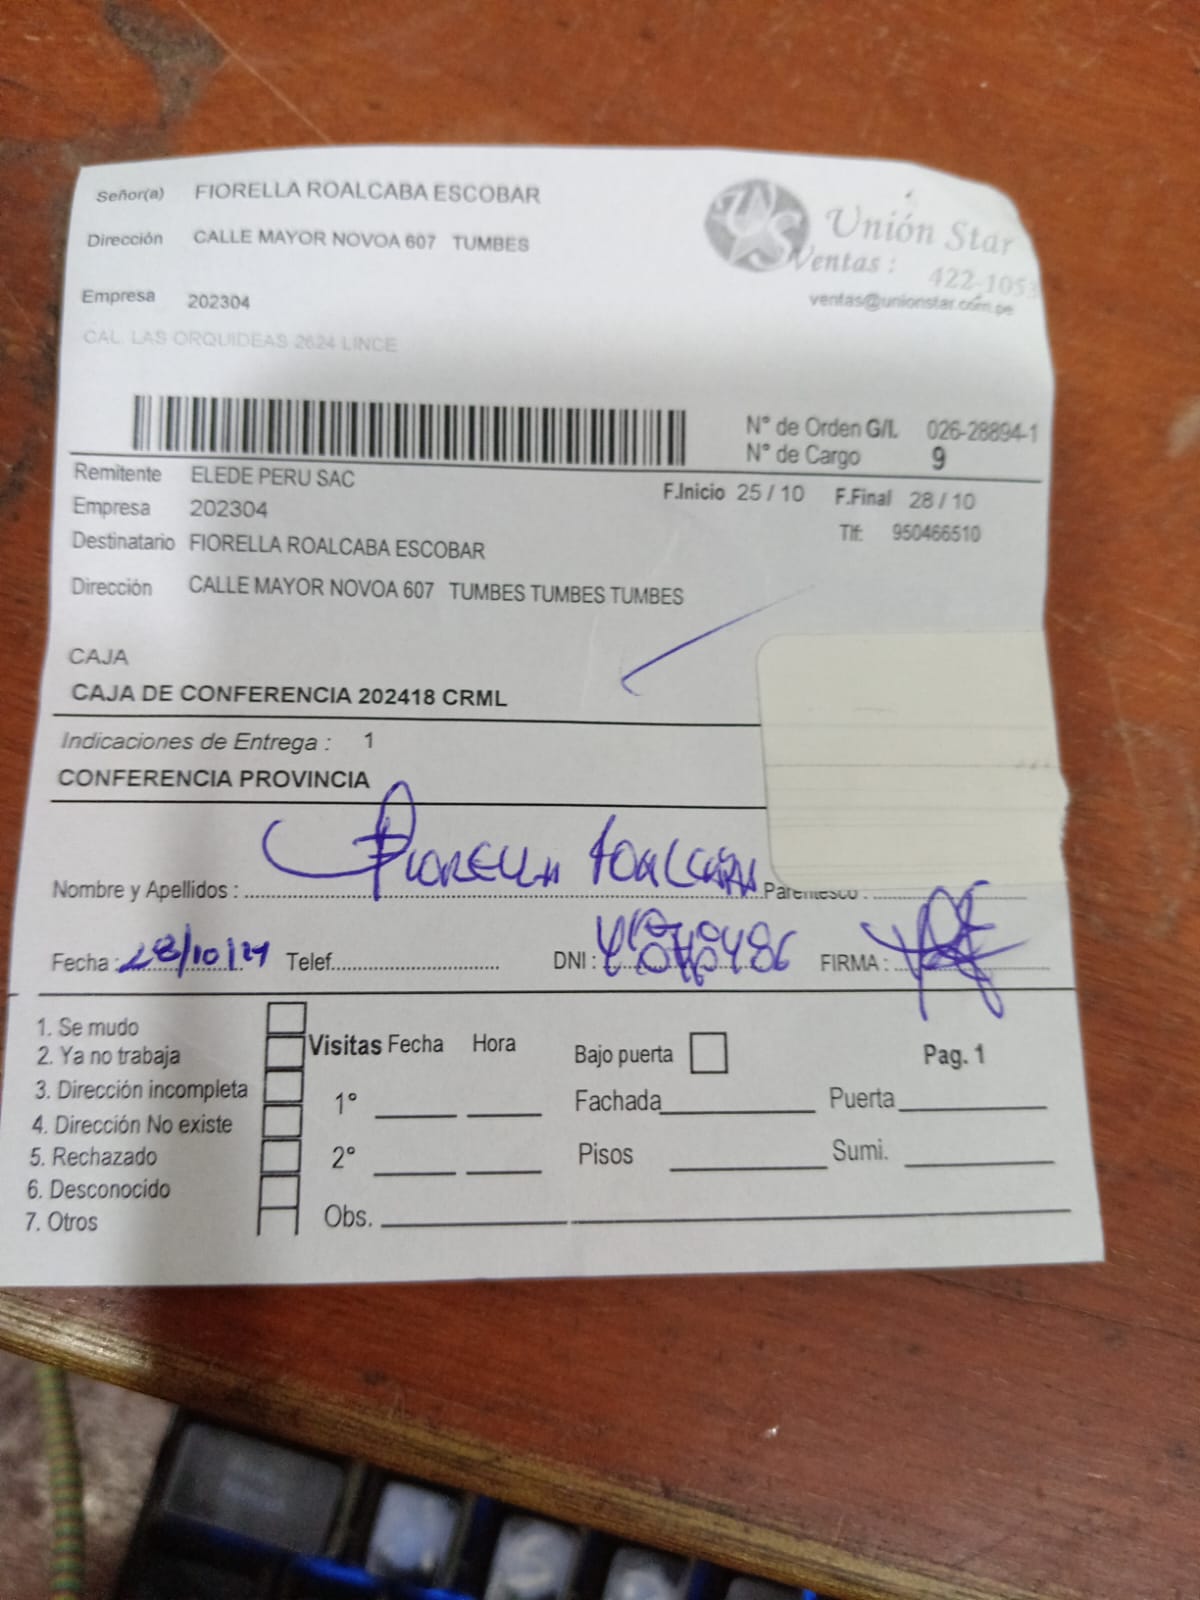 Señor(a) FIORELLA ROALCABA ESCOBAR
Unión Star
Dirección CALLE MAYOR NOVOA 607 TUMBES
Ventas : 422-1053
ventas@unionstar.com.pe
Empresa 202304
CAL. LAS ORQUIDEAS 2624 LINCE
N° de Orden G/L 026-28894-1
N° de Cargo 9
Remitente ELEDE PERU SAC
F.Inicio 25 / 10 F.Final 28 / 10
Empresa 202304
Tlf: 950466510
Destinatario FIORELLA ROALCABA ESCOBAR
Dirección CALLE MAYOR NOVOA 607 TUMBES TUMBES TUMBES
CAJA
CAJA DE CONFERENCIA 202418 CRML
Indicaciones de Entrega : 1
CONFERENCIA PROVINCIA
Nombre y Apellidos : FIORELLA ROALCABA Parentesco :
Fecha : 28/10/24 Telef. DNI : FIRMA :
1. Se mudo
2. Ya no trabaja
3. Dirección incompleta
4. Dirección No existe
5. Rechazado
6. Desconocido
7. Otros
Visitas Fecha Hora
1°
2°
Obs.
Bajo puerta
Pag. 1
Fachada Puerta
Pisos Sumi.